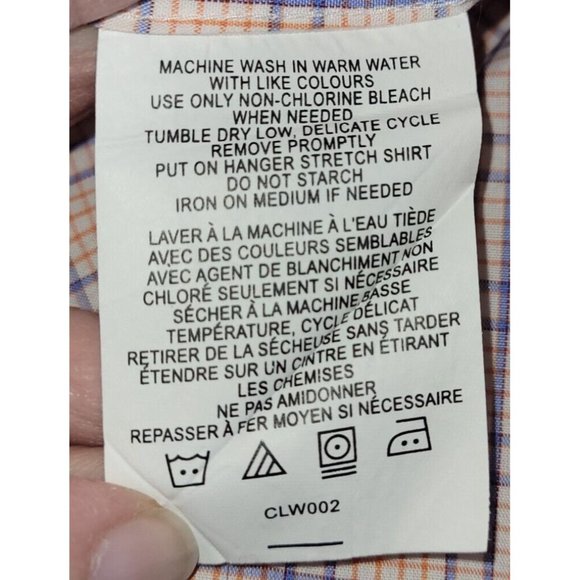 MACHINE WASH IN WARM WATER
WITH LIKE COLOURS
USE ONLY NON-CHLORINE BLEACH
WHEN NEEDED
TUMBLE DRY LOW, DELICATE CYCLE
REMOVE PROMPTLY
PUT ON HANGER STRETCH SHIRT
DO NOT STARCH
IRON ON MEDIUM IF NEEDED
LAVER À LA MACHINE À L'EAU TIÈDE
AVEC DES COULEURS SEMBLABLES
AVEC AGENT DE BLANCHIMENT NON
CHLORÉ SEULEMENT SI NÉCESSAIRE
SÉCHER À LA MACHINE BASSE
TEMPÉRATURE, CYCLE DÉLICAT
RETIRER DE LA SÉCHEUSE SANS TARDER
ÉTENDRE SUR UN CINTRE EN ÉTIRANT
LES CHEMISES
NE PAS AMIDONNER
REPASSER À FER MOYEN SI NÉCESSAIRE
CLW002